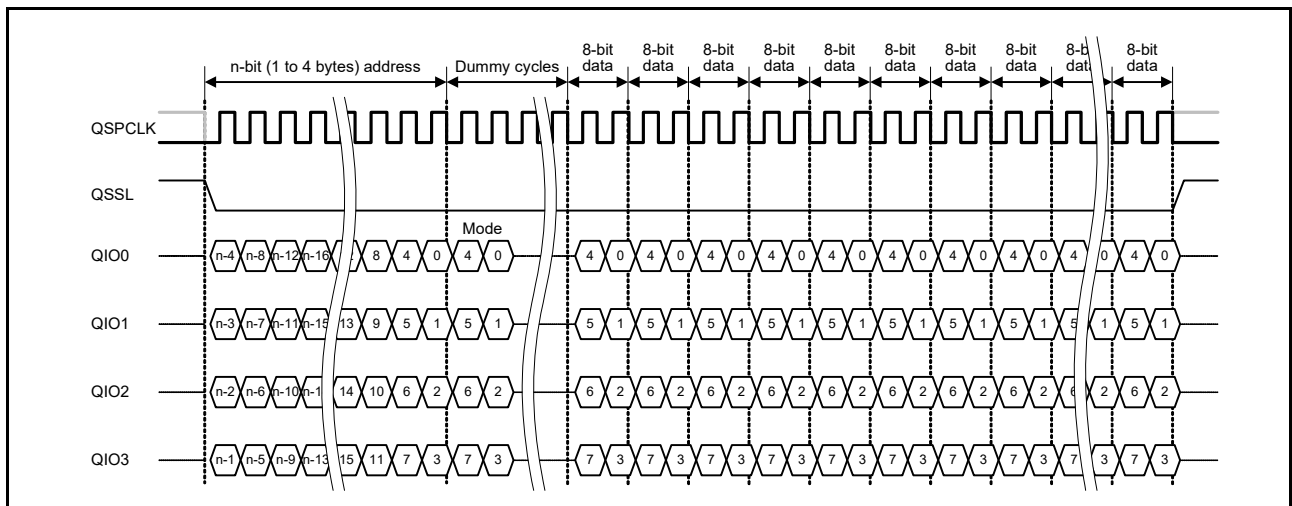 8-bit 8-bit 8-bit 8-bit 8-bit 8-bit 8-bit 8-bit 8-b 8-bit
n-bit (1 to 4 bytes) address Dummy cycles data data data data data data data data data data
QSPCLK
QSSL
Mode
QIO0 n-4 n-8 n-12 n-16 8 4 0 4 0 4 0 4 0 4 0 4 0 4 0 4 0 4 0 4 0 4 0 4 0
QIO1 n-3 n-7 n-11 n-15 13 9 5 1 5 1 5 1 5 1 5 1 5 1 5 1 5 1 5 1 5 1 5 1 5 1
QIO2 n-2 n-6 n-10 n-1 14 10 6 2 6 2 6 2 6 2 6 2 6 2 6 2 6 2 6 2 6 2 6 2 6 2
QIO3 n-1 n-5 n-9 n-13 15 11 7 3 7 3 7 3 7 3 7 3 7 3 7 3 7 3 7 3 7 3 7 3 7 3